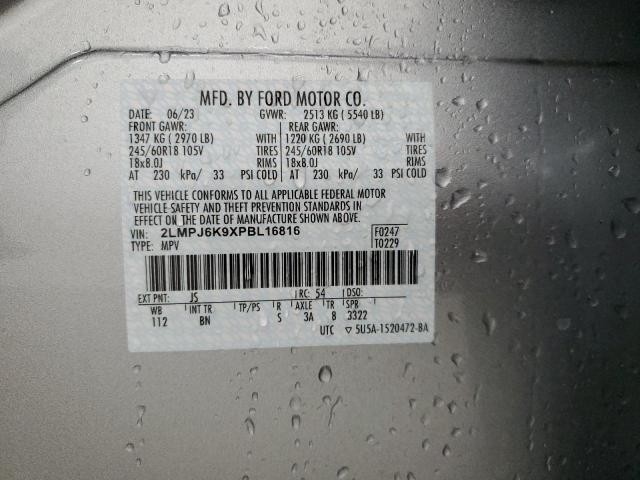 MFD. BY FORD MOTOR CO.
DATE: 06/23 GVWR: 2513 KG ( 5540 LB)
FRONT GAWR: REAR GAWR:
1347 KG ( 2970 LB) WITH 1220 KG ( 2690 LB) WITH
245/60R18 105V TIRES 245/60R18 105V TIRES
18x8.0J RIMS 18x8.0J RIMS
AT 230 kPa/ 33 PSI COLD AT 230 kPa/ 33 PSI COLD
THIS VEHICLE CONFORMS TO ALL APPLICABLE FEDERAL MOTOR
VEHICLE SAFETY AND THEFT PREVENTION STANDARDS IN
EFFECT ON THE DATE OF MANUFACTURE SHOWN ABOVE.
VIN: 2LMPJ6K9XPBL16816 F0247
TYPE: MPV T0229
EXT PNT: JS RC: 54 DSO:
WB INT TR TP/PS R AXLE TR SPR
112 BN S 3A 8 3322
UTC ▽ 5U5A-1520472-BA